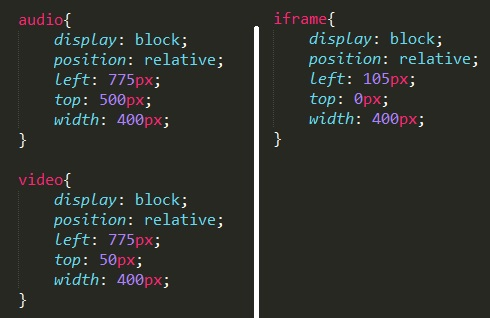 audio{
display: block;
position: relative;
left: 775px;
top: 500px;
width: 400px;
}
video{
display: block;
position: relative;
left: 775px;
top: 50px;
width: 400px;
}
iframe{
display: block;
position: relative;
left: 105px;
top: 0px;
width: 400px;
}